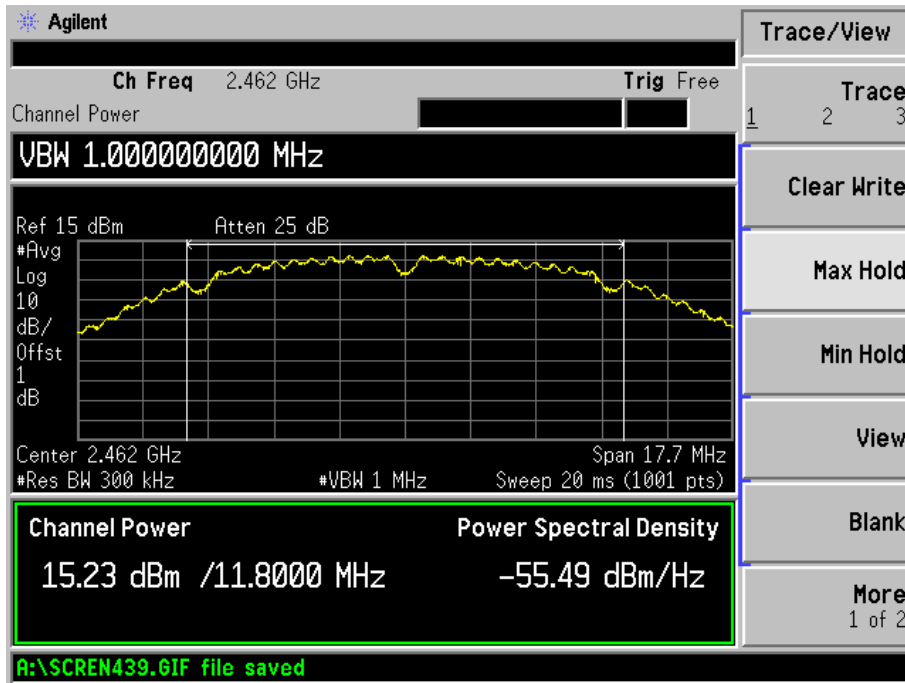 Agilent
Trace/View
Ch Freq 2.462 GHz Trig Free
Channel Power
Trace
1 2 3
VBW 1.000000000 MHz
Clear Write
Ref 15 dBm Atten 25 dB
#Avg
Log
10
dB/
Offst
1
dB
Max Hold
Min Hold
Center 2.462 GHz Span 17.7 MHz
#Res BW 300 kHz #VBW 1 MHz Sweep 20 ms (1001 pts)
View
Channel Power Power Spectral Density
15.23 dBm /11.8000 MHz -55.49 dBm/Hz
Blank
More
1 of 2
A:\SCREN439.GIF file saved